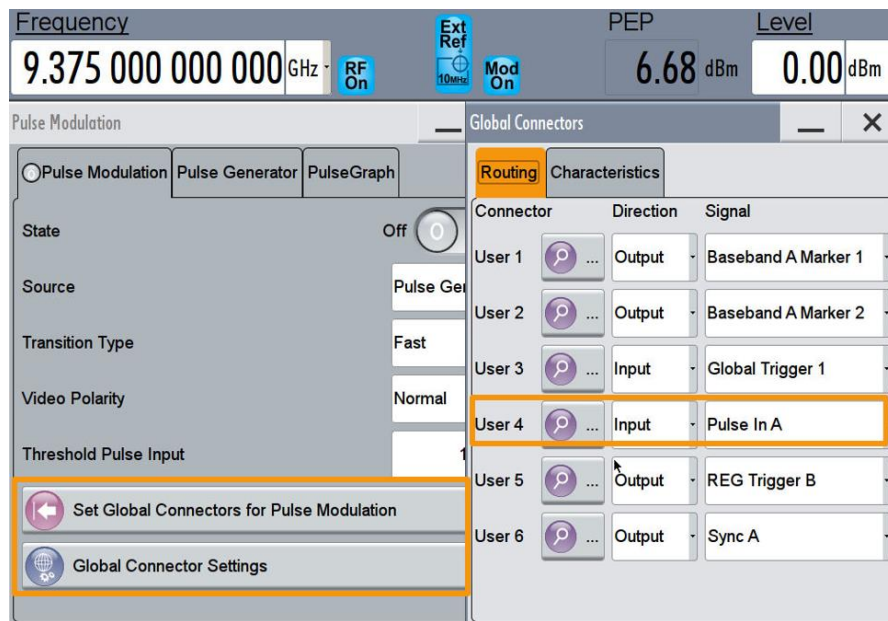 Frequency
PEP
Level
9.375 000 000 000 GHz
RF On
Ext Ref
10MHz
Mod On
6.68 dBm
0.00 dBm
Pulse Modulation
Pulse Modulation
Pulse Generator
PulseGraph
State
Off
0
Source
Pulse Ge
Transition Type
Fast
Video Polarity
Normal
Threshold Pulse Input
Set Global Connectors for Pulse Modulation
Global Connector Settings
Global Connectors
Routing
Characteristics
Connector Direction Signal
User 1 ... Output Baseband A Marker 1
User 2 ... Output Baseband A Marker 2
User 3 ... Input Global Trigger 1
User 4 ... Input Pulse In A
User 5 ... Output REG Trigger B
User 6 ... Output Sync A